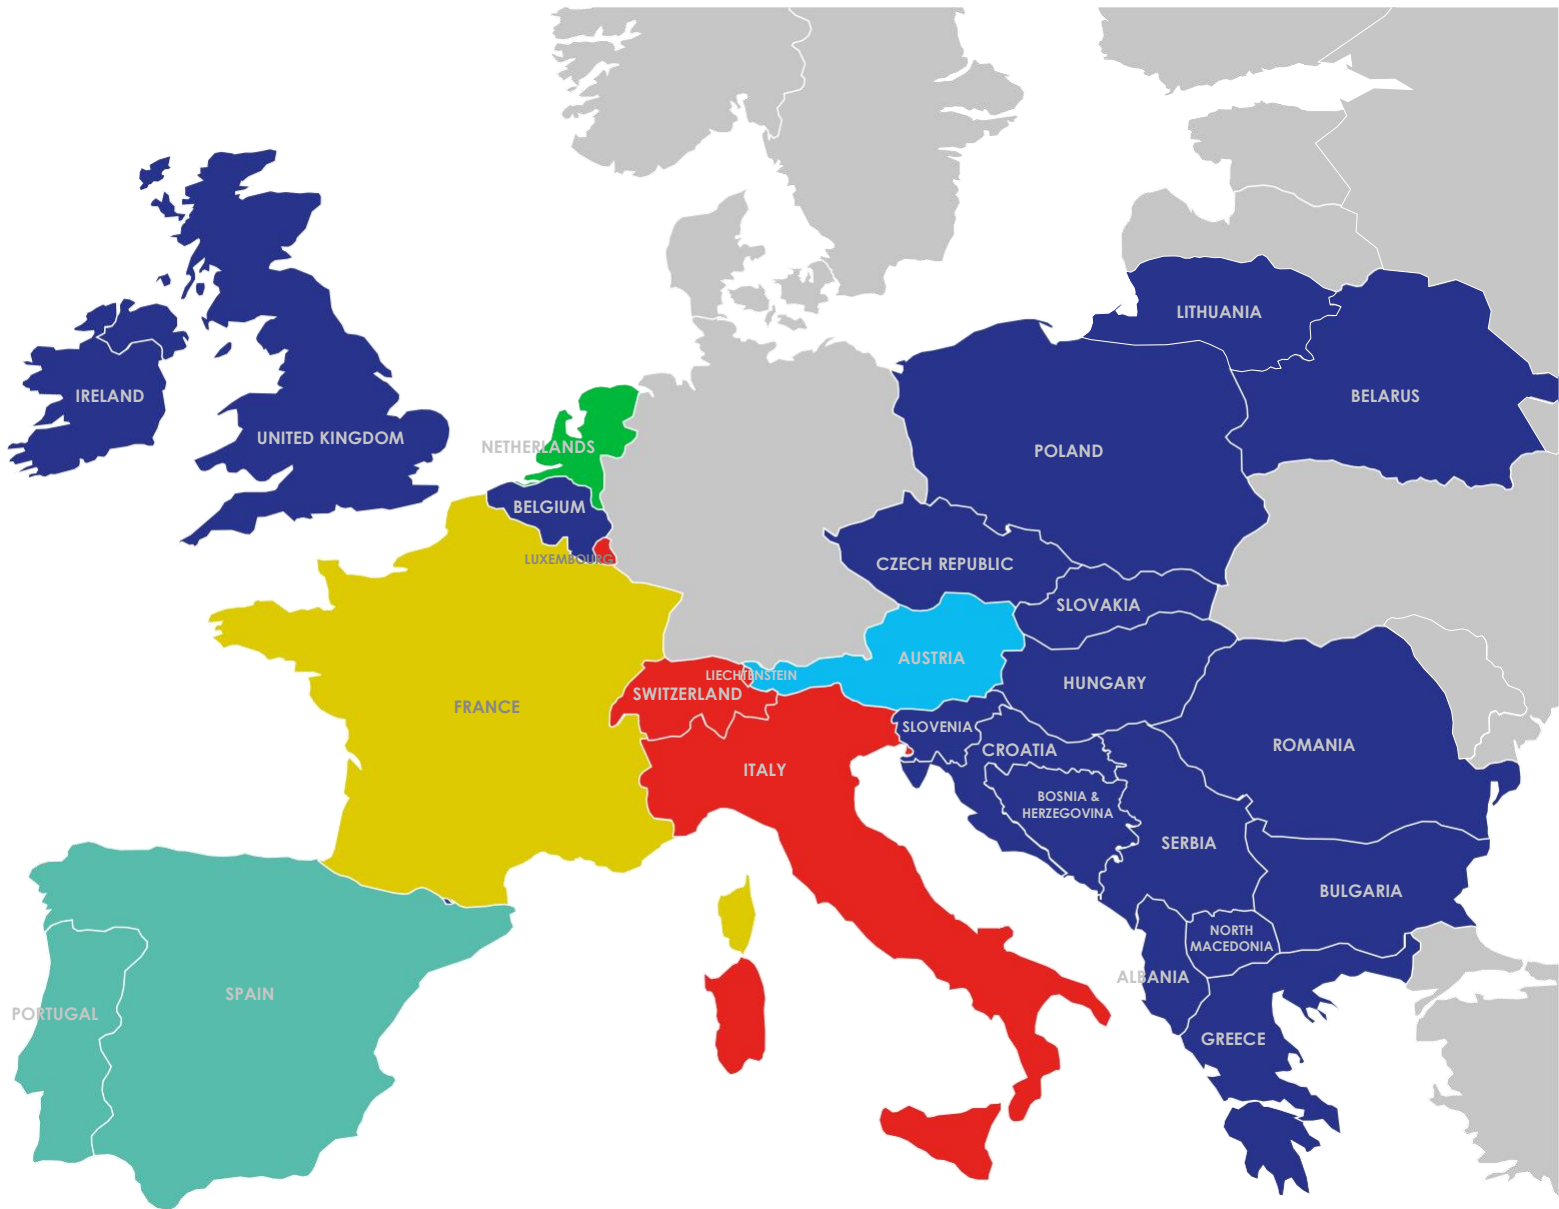 LITHUANIA
IRELAND
BELARUS
UNITED KINGDOM
NETHERLANDS
POLAND
BELGIUM
LUXEMBOURG
CZECH REPUBLIC
SLOVAKIA
AUSTRIA
LIECHTENSTEIN
SWITZERLAND
HUNGARY
FRANCE
SLOVENIA
CROATIA
ROMANIA
ITALY
BOSNIA &
HERZEGOVINA
SERBIA
BULGARIA
NORTH
MACEDONIA
ALBANIA
SPAIN
PORTUGAL
GREECE